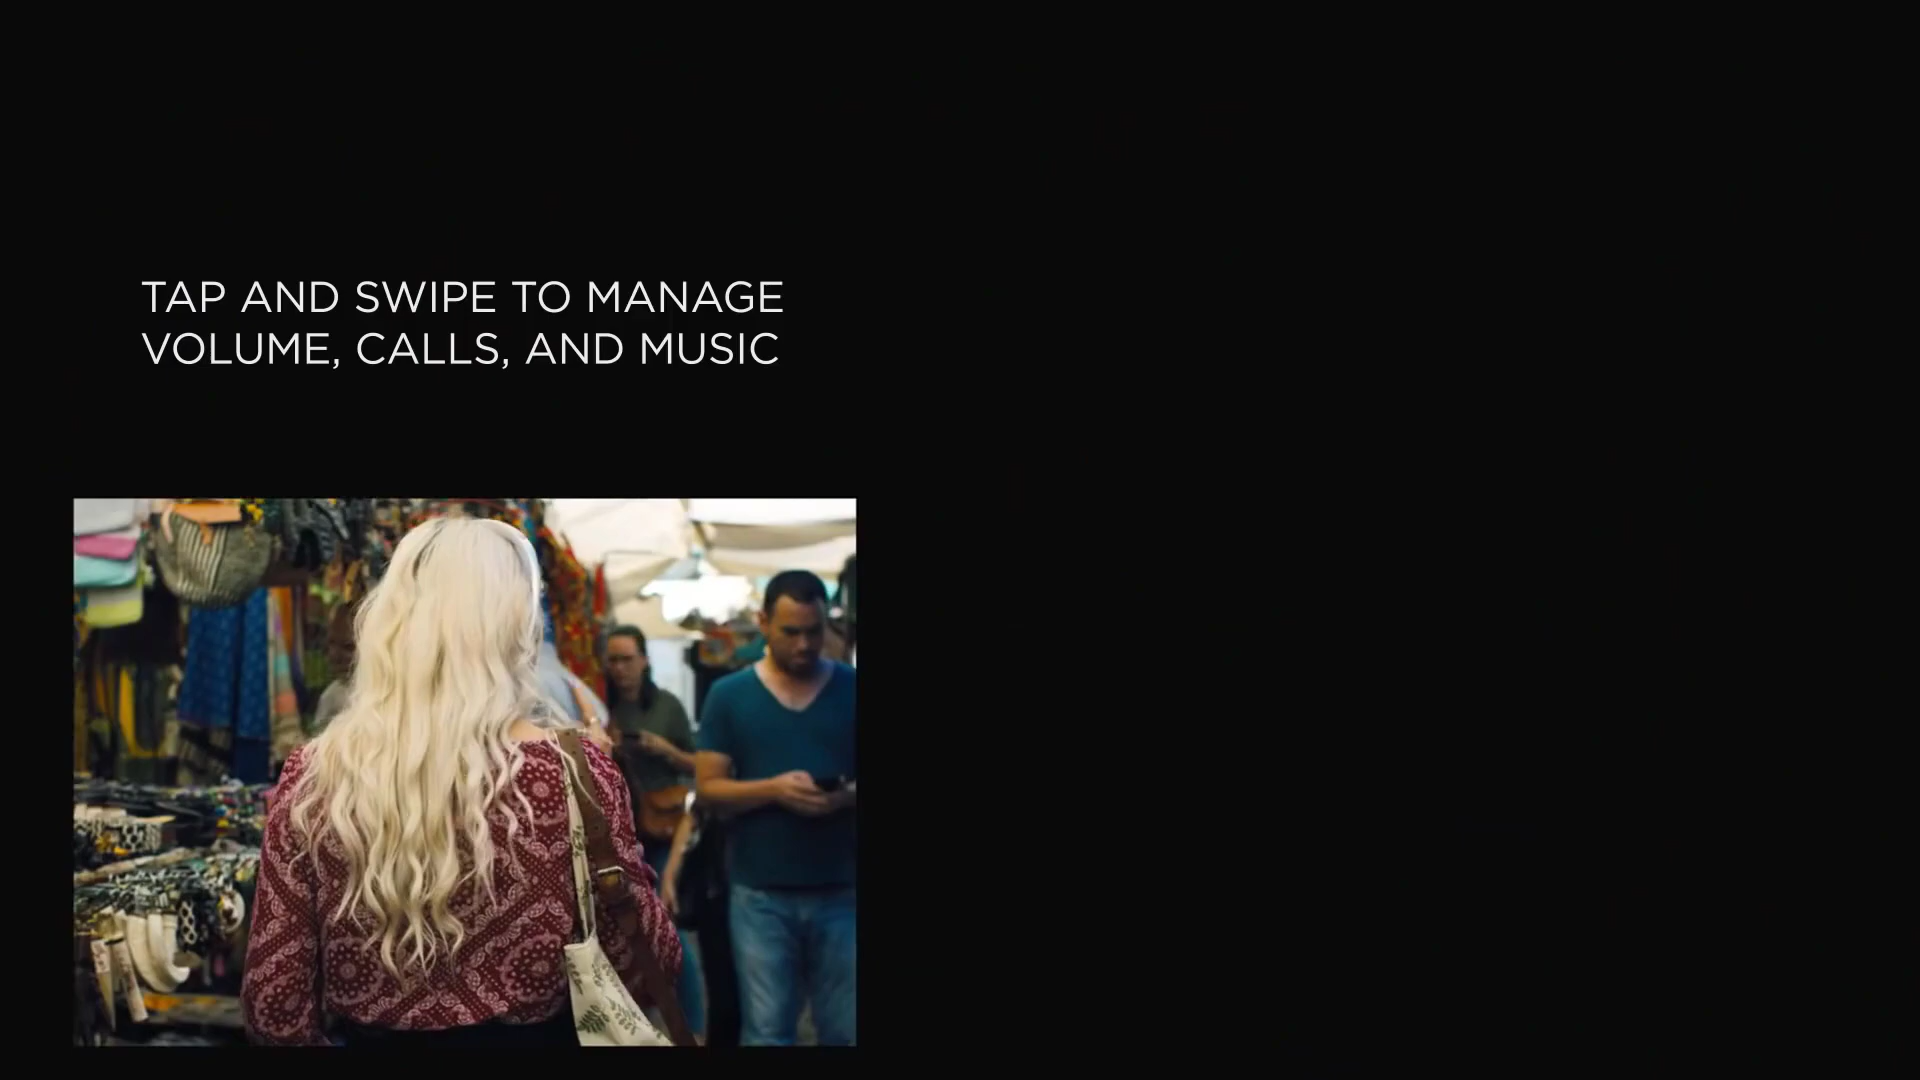 TAP AND SWIPE TO MANAGE
VOLUME, CALLS, AND MUSIC